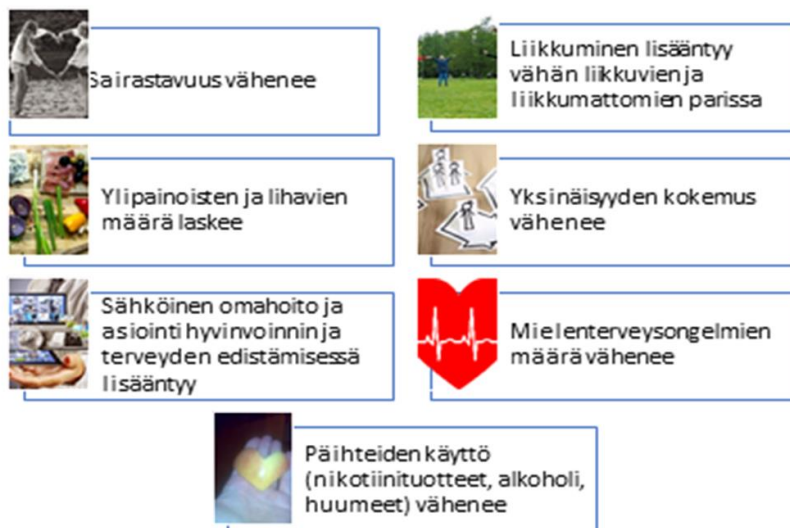 Sairastavuus vähenee
Liikkuminen lisääntyy
vähän liikkuvien ja
liikkumattomien parissa
Ylipainoisten ja lihavien
määrä laskee
Yksinäisyyden kokemus
vähenee
Sähköinen omahoito ja
asiointi hyvinvoinnin ja
terveyden edistämisessä
lisääntyy
Mielenterveysongelmien
määrä vähenee
Päihteiden käyttö
(nikotiinituotteet, alkoholi,
huumeet) vähenee